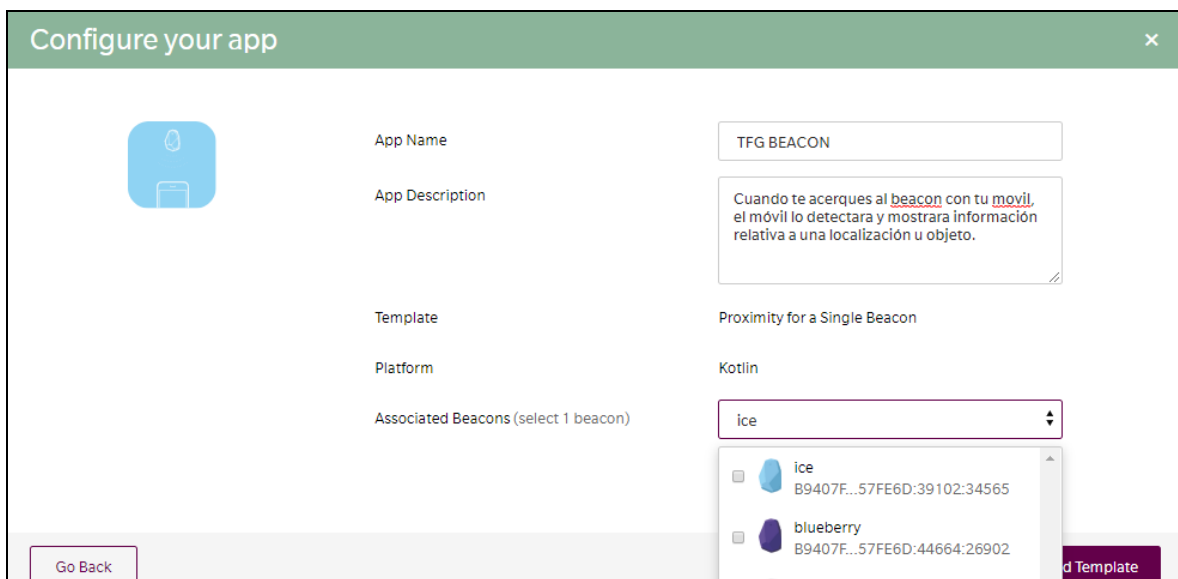 Configure your app ×
App Name
TFG BEACON
App Description
Cuando te acerques al beacon con tu movil,
el móvil lo detectara y mostrara información
relativa a una localización u objeto.
Template
Proximity for a Single Beacon
Platform
Kotlin
Associated Beacons (select 1 beacon)
ice
ice
B9407F...57FE6D:39102:34565
blueberry
B9407F...57FE6D:44664:26902
Go Back
d Template